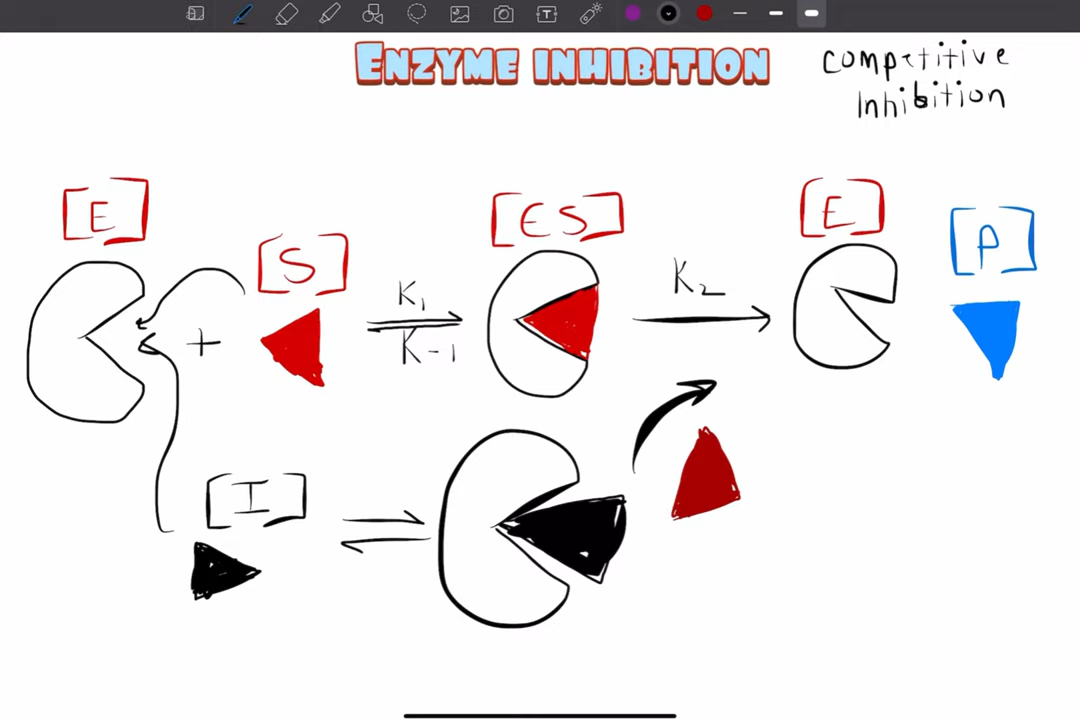 ENZYME INHIBITION
competitive
Inhibition
[E]
[S]
[ES]
[E]
[P]
K1
K-1
K2
+
[I]